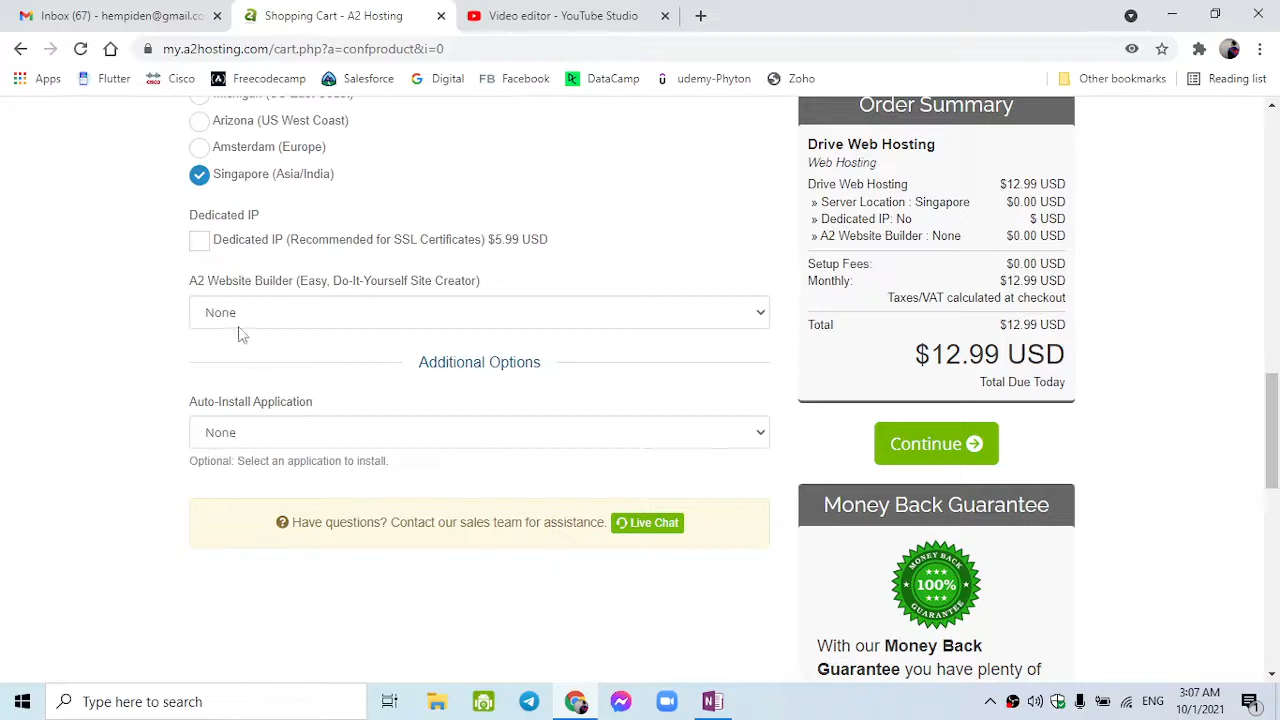 Inbox (67) - hempiden@gmail.co
Shopping Cart - A2 Hosting
Video editor - YouTube Studio
my.a2hosting.com/cart.php?a=confproduct&i=0
Apps
Flutter
Cisco
Freecodecamp
Salesforce
Digital
FB Facebook
DataCamp
udemy-Phyton
Zoho
Other bookmarks
Reading list
Michigan (US East Coast)
Arizona (US West Coast)
Amsterdam (Europe)
Singapore (Asia/India)
Dedicated IP
Dedicated IP (Recommended for SSL Certificates) $5.99 USD
A2 Website Builder (Easy, Do-It-Yourself Site Creator)
None
Additional Options
Auto-Install Application
None
Optional: Select an application to install.
Have questions? Contact our sales team for assistance. Live Chat
Order Summary
Drive Web Hosting
Web Hosting
Drive Web Hosting $12.99 USD
» Server Location : Singapore $0.00 USD
» Dedicated IP: No $ USD
» A2 Website Builder : None $0.00 USD
Setup Fees: $0.00 USD
Monthly: $12.99 USD
Taxes/VAT calculated at checkout
Total $12.99 USD
$12.99 USD
Total Due Today
Continue
Money Back Guarantee
MONEY BACK
100%
GUARANTEE
With our Money Back
Guarantee you have plenty of
Type here to search
ENG
3:07 AM
10/1/2021
1